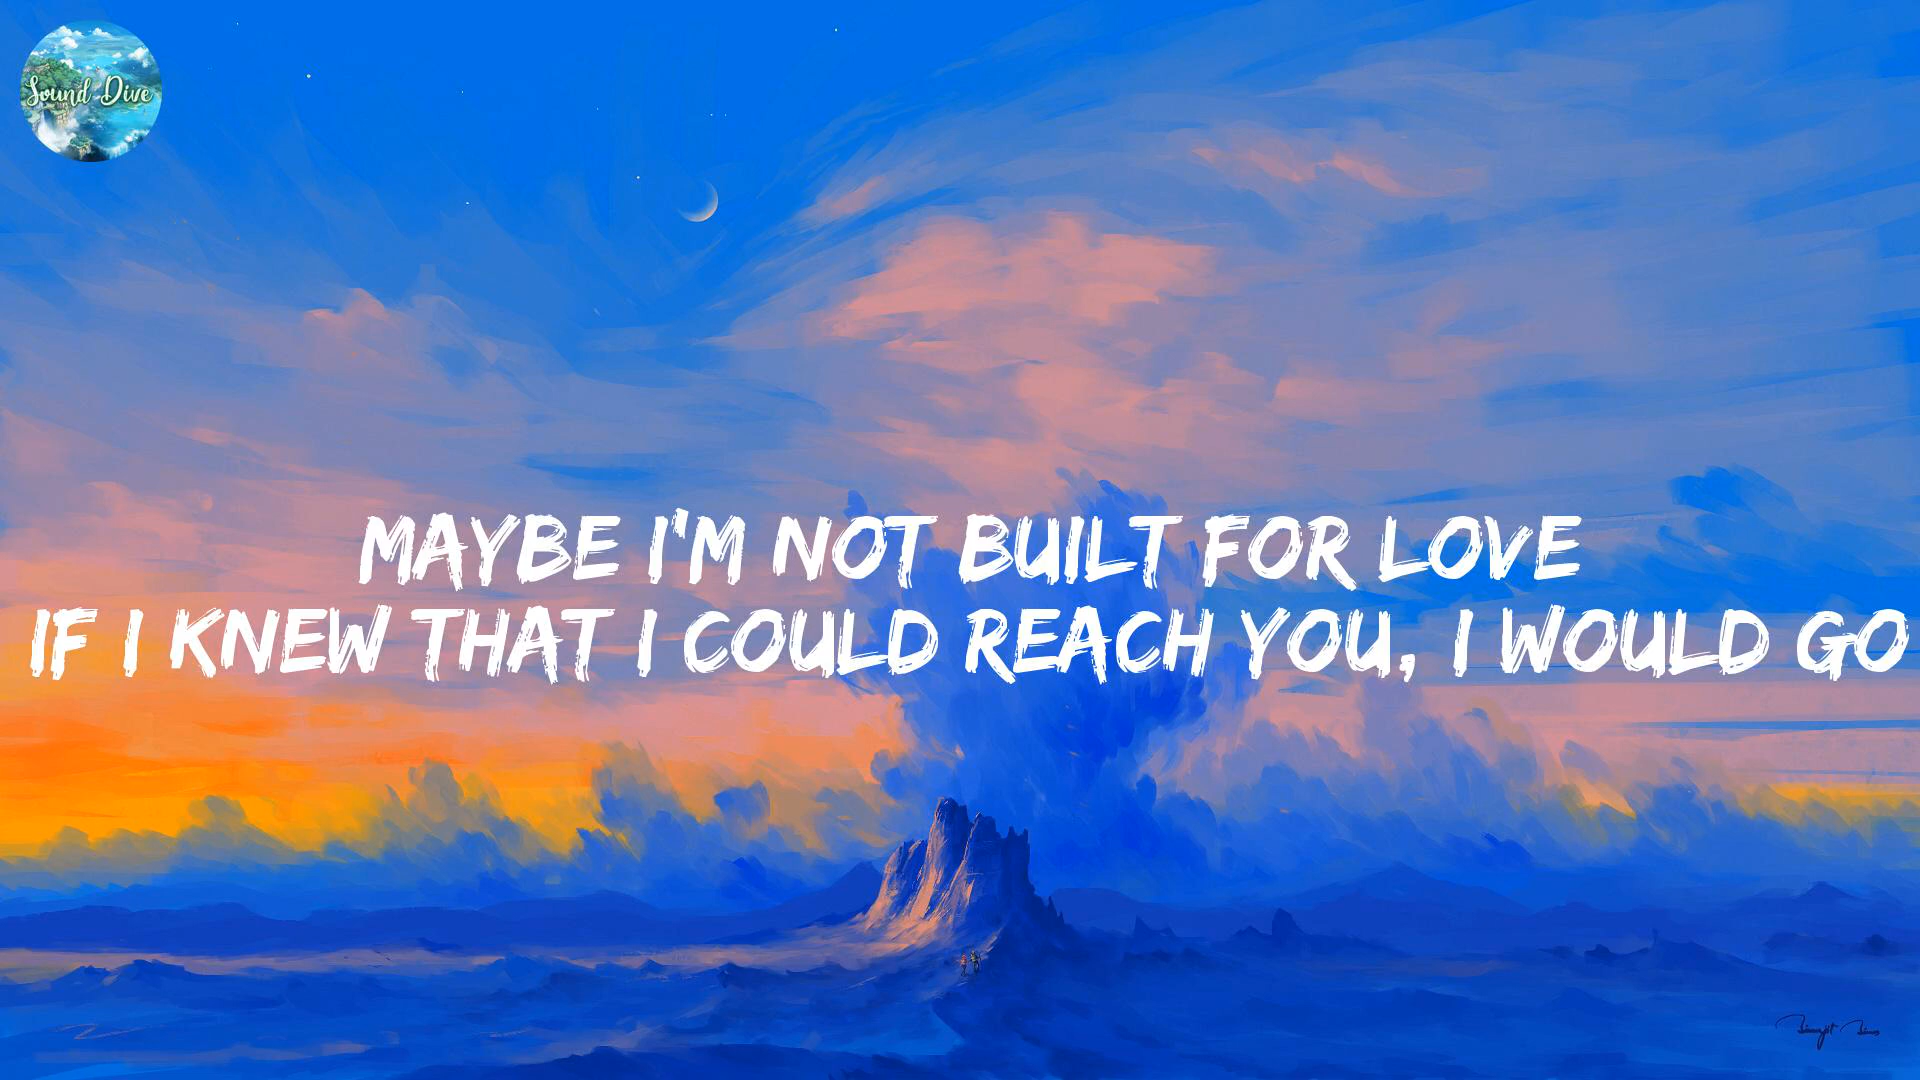 Sound Dive
MAYBE I'M NOT BUILT FOR LOVE
IF I KNEW THAT I COULD REACH YOU, I WOULD GO